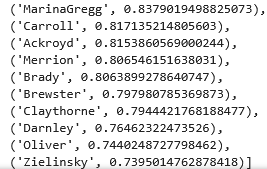 ('MarinaGregg', 0.8379019498825073),
('Carroll', 0.817135214805603),
('Ackroyd', 0.8153860569000244),
('Merrion', 0.806546151638031),
('Brady', 0.8063899278640747),
('Brewster', 0.797980785369873),
('Claythorne', 0.7944421768188477),
('Darnley', 0.76462322473526),
('Oliver', 0.7440248727798462),
('Zielinsky', 0.7395014762878418)]